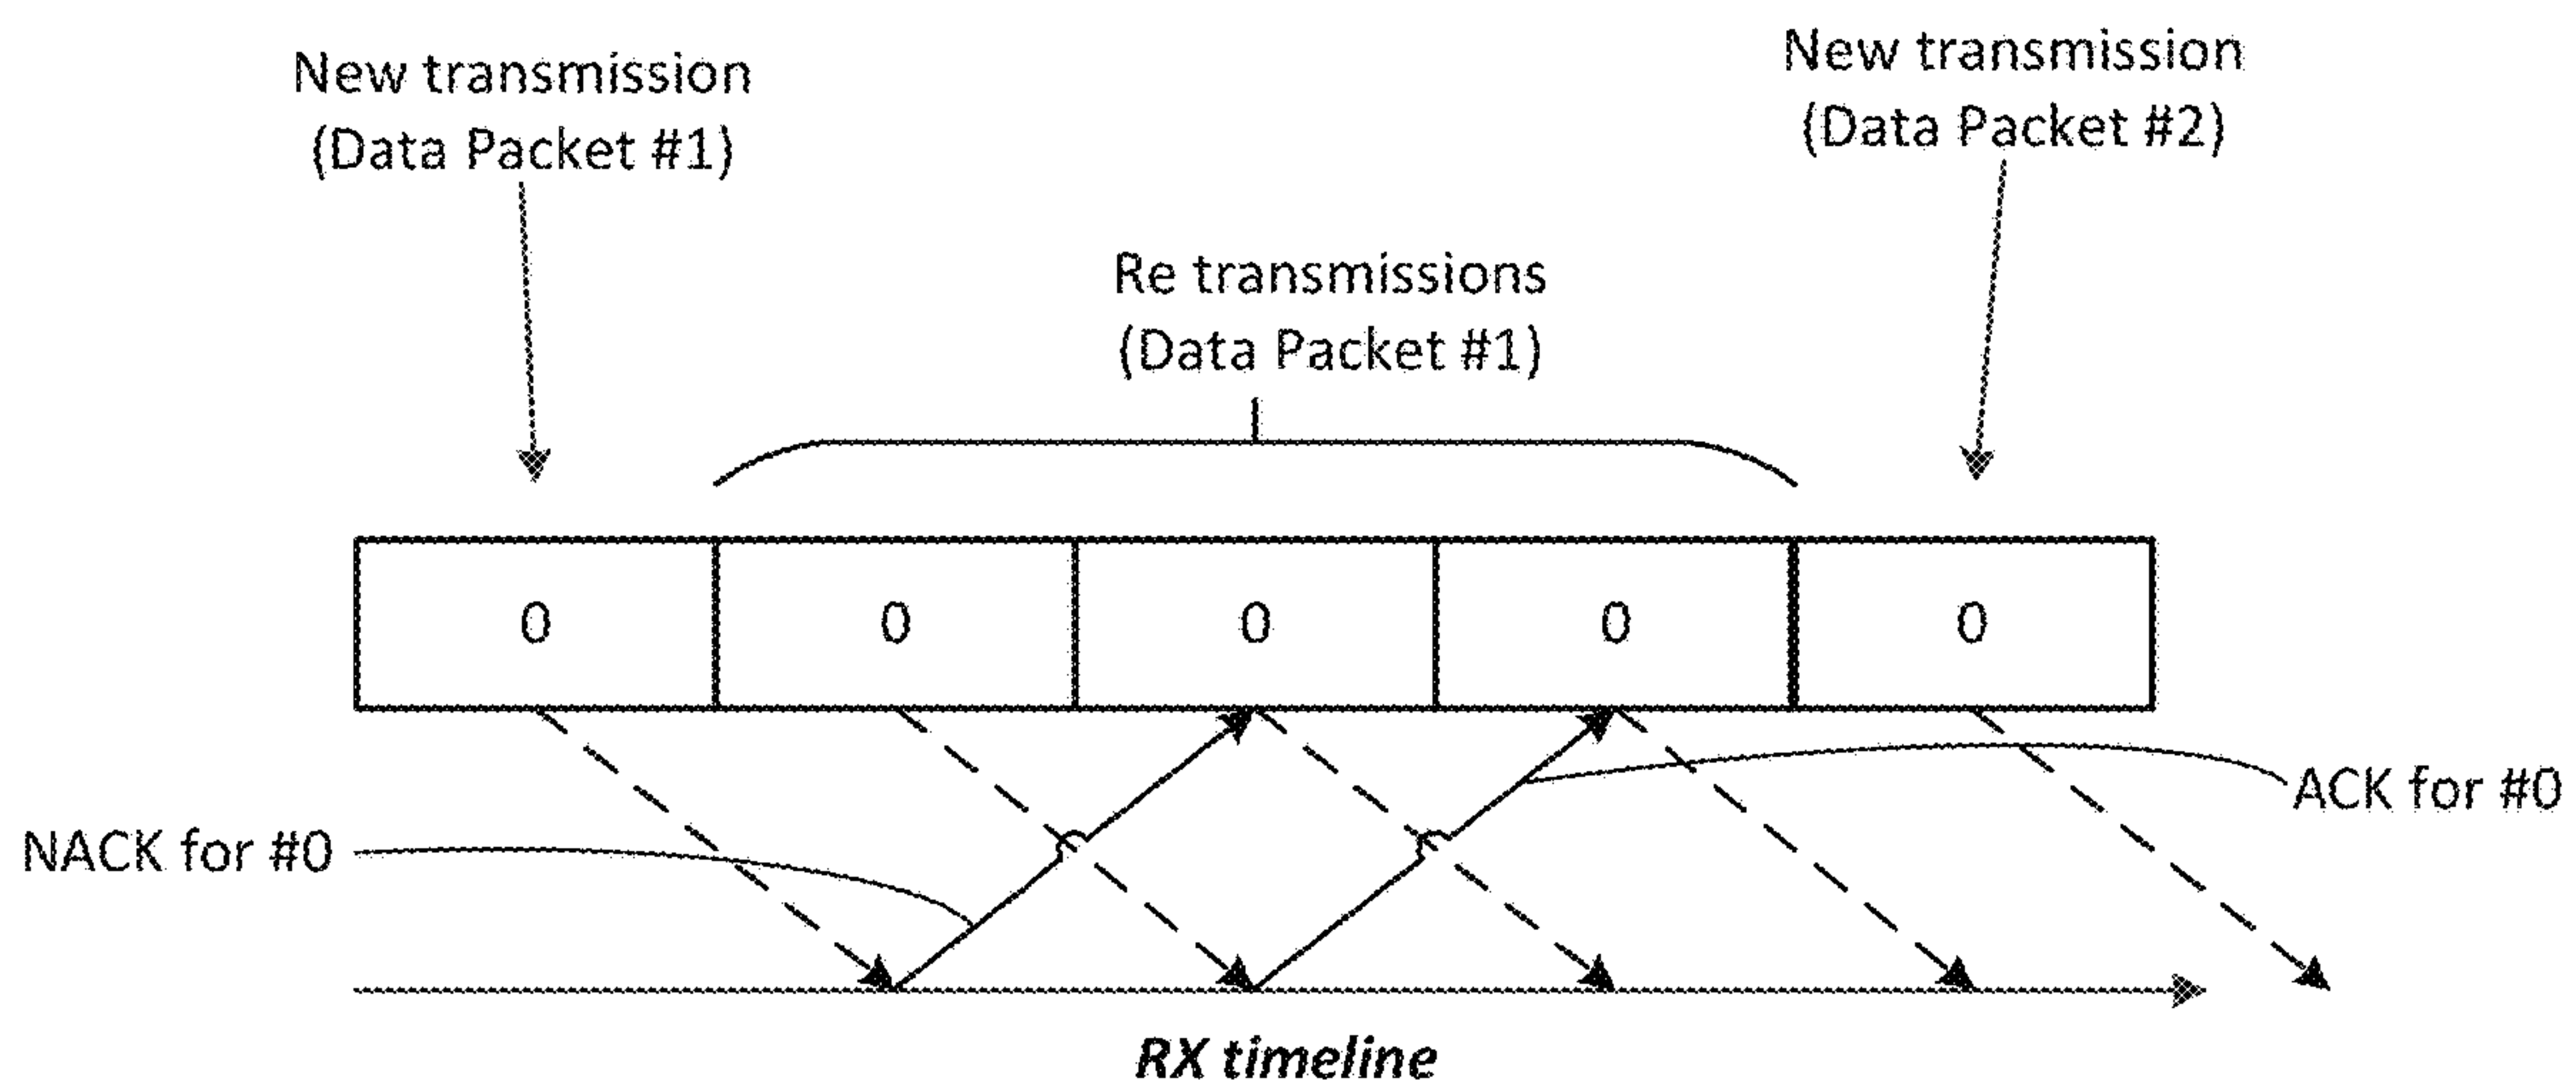 New transmission
(Data Packet #1)
New transmission
(Data Packet #2)
Re transmissions
(Data Packet #1)
0 0 0 0 0
NACK for #0
ACK for #0
RX timeline